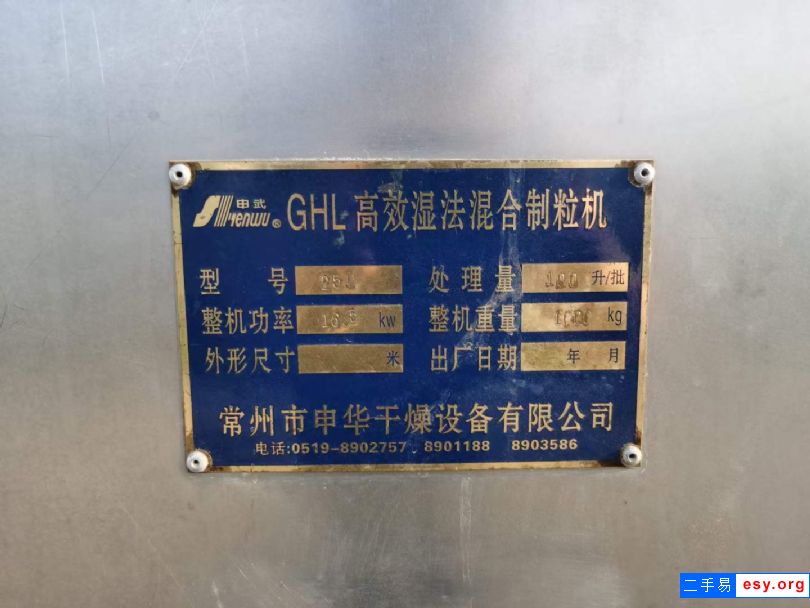 申武
Shenwu® GHL 高效湿法混合制粒机
型号 处理量 升/批
整机功率 16.5 kw 整机重量 kg
外形尺寸 米 出厂日期 年 月
常州市申华干燥设备有限公司
电话:0519-8902757 8901188 8903586
二手易 esy.org